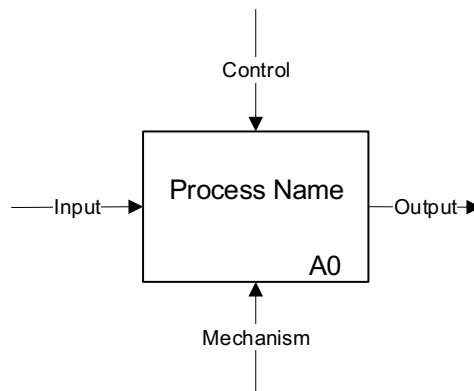 Control
Process Name
Input
Output
A0
Mechanism